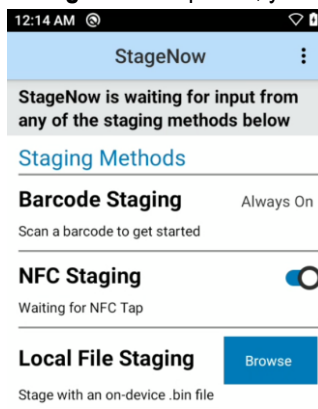 12:14 AM
StageNow
StageNow is waiting for input from
any of the staging methods below
Staging Methods
Barcode Staging Always On
Scan a barcode to get started
NFC Staging
Waiting for NFC Tap
Local File Staging Browse
Stage with an on-device .bin file